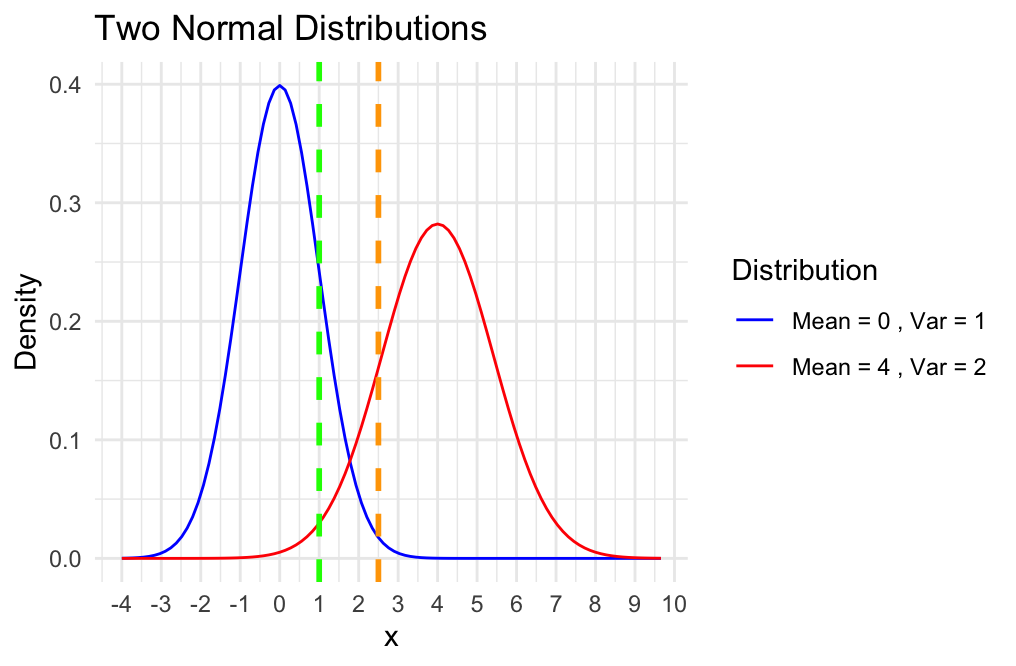 Two Normal Distributions
0.4
0.3
0.2
0.1
0.0
Density
-4 -3 -2 -1 0 1 2 3 4 5 6 7 8 9 10
x
Distribution
Mean = 0 , Var = 1
Mean = 4 , Var = 2